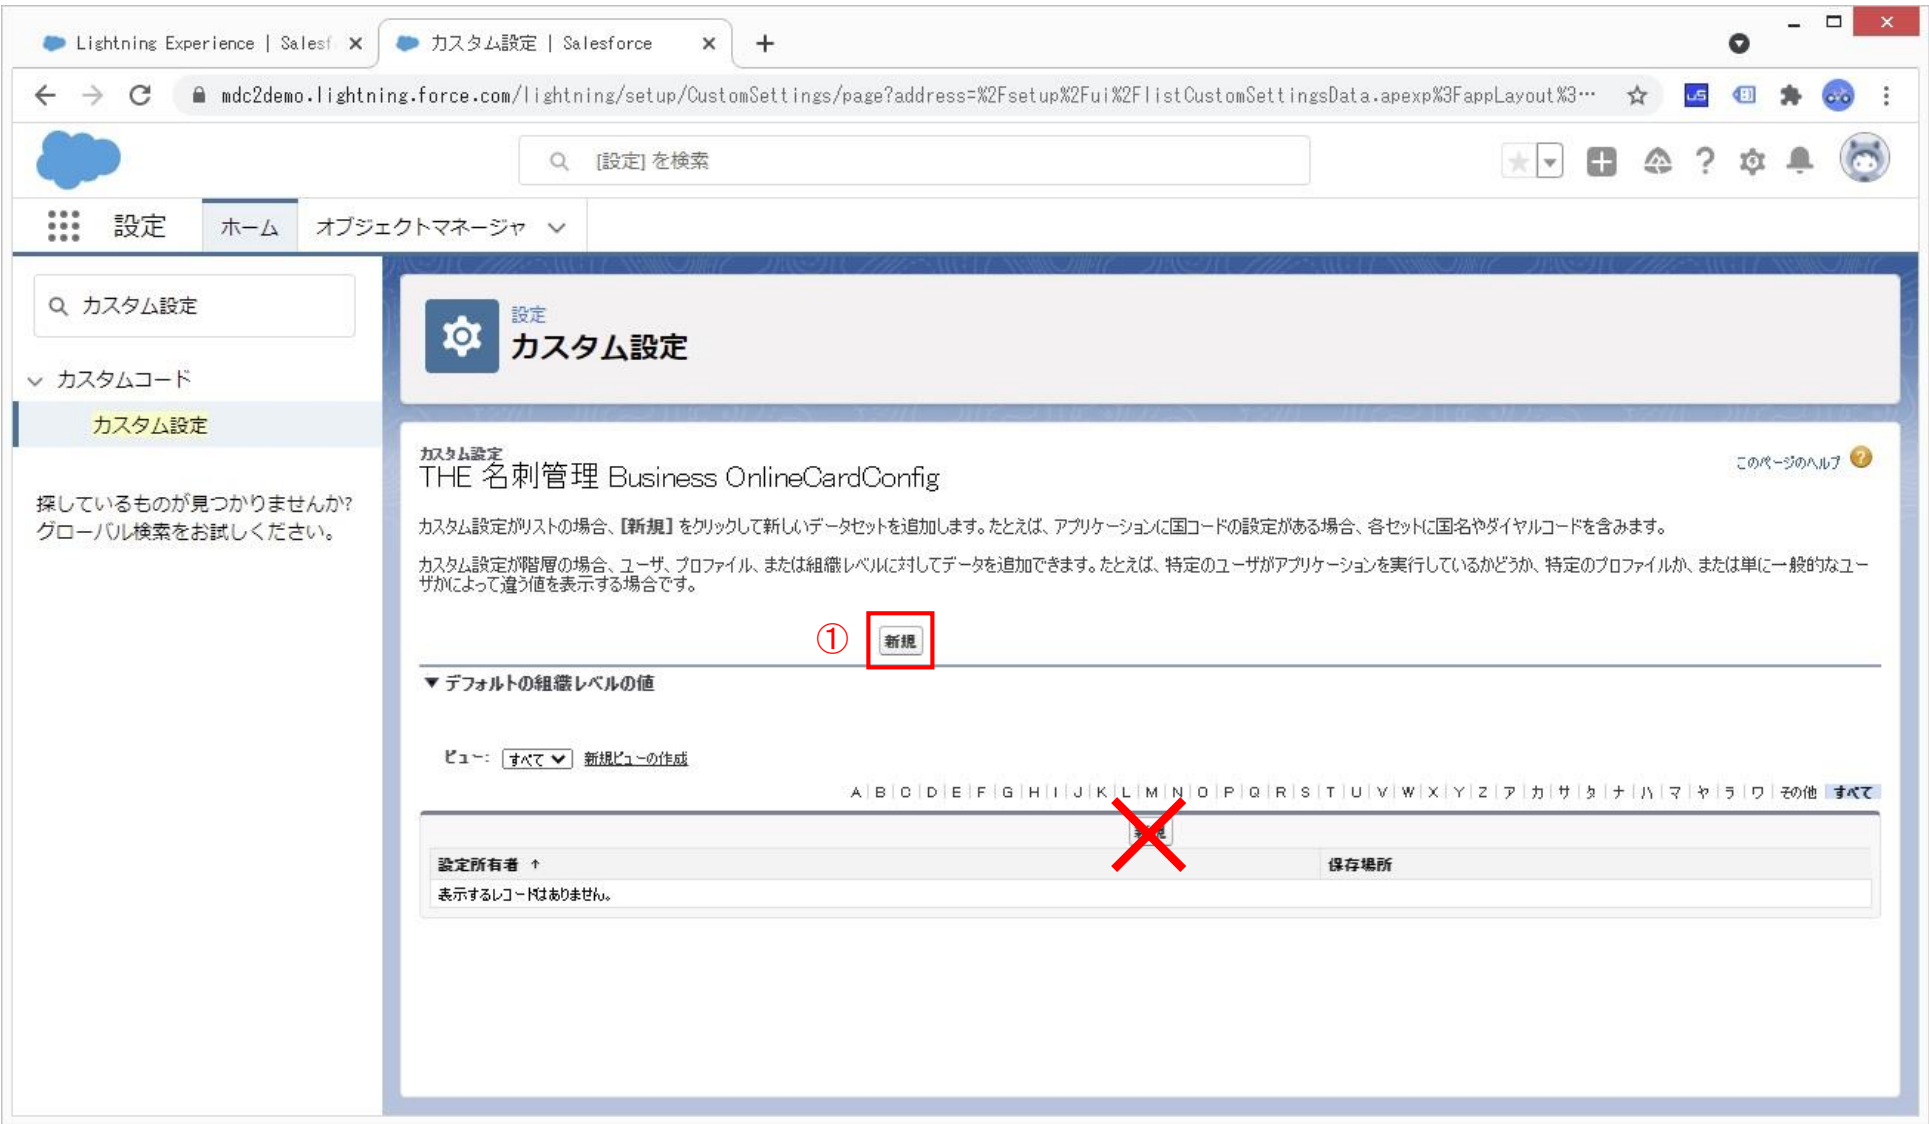 Lightning Experience | Salesf
カスタム設定 | Salesforce
mdc2demo.lightning.force.com/lightning/setup/CustomSettings/page?address=%2Fsetup%2Fui%2FlistCustomSettingsData.apexp%3FappLayout%3…
[設定] を検索
設定 ホーム オブジェクトマネージャ
カスタム設定
カスタムコード
カスタム設定
探しているものが見つかりませんか?
グローバル検索をお試しください。
設定
カスタム設定
カスタム設定
THE 名刺管理 Business OnlineCardConfig
このページのヘルプ
カスタム設定がリストの場合、[新規] をクリックして新しいデータセットを追加します。たとえば、アプリケーションに国コードの設定がある場合、各セットに国名やダイヤルコードを含みます。
カスタム設定が階層の場合、ユーザ、プロファイル、または組織レベルに対してデータを追加できます。たとえば、特定のユーザがアプリケーションを実行しているかどうか、特定のプロファイルか、または単に一般的なユー
ザかによって違う値を表示する場合です。
① 新規
▼ デフォルトの組織レベルの値
ビュー: すべて 新規ビューの作成
A | B | C | D | E | F | G | H | I | J | K | L | M | N | O | P | Q | R | S | T | U | V | W | X | Y | Z | ア | カ | サ | タ | ナ | ハ | マ | ヤ | ラ | ワ | その他 すべて
設定所有者 ↑ 保存場所
表示するレコードはありません。